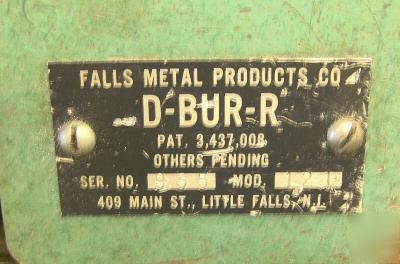 FALLS METAL PRODUCTS CO
D-BUR-R
PAT. 3,437,008
OTHERS PENDING
SER. NO. 935 MOD.
409 MAIN ST., LITTLE FALLS, N.J.